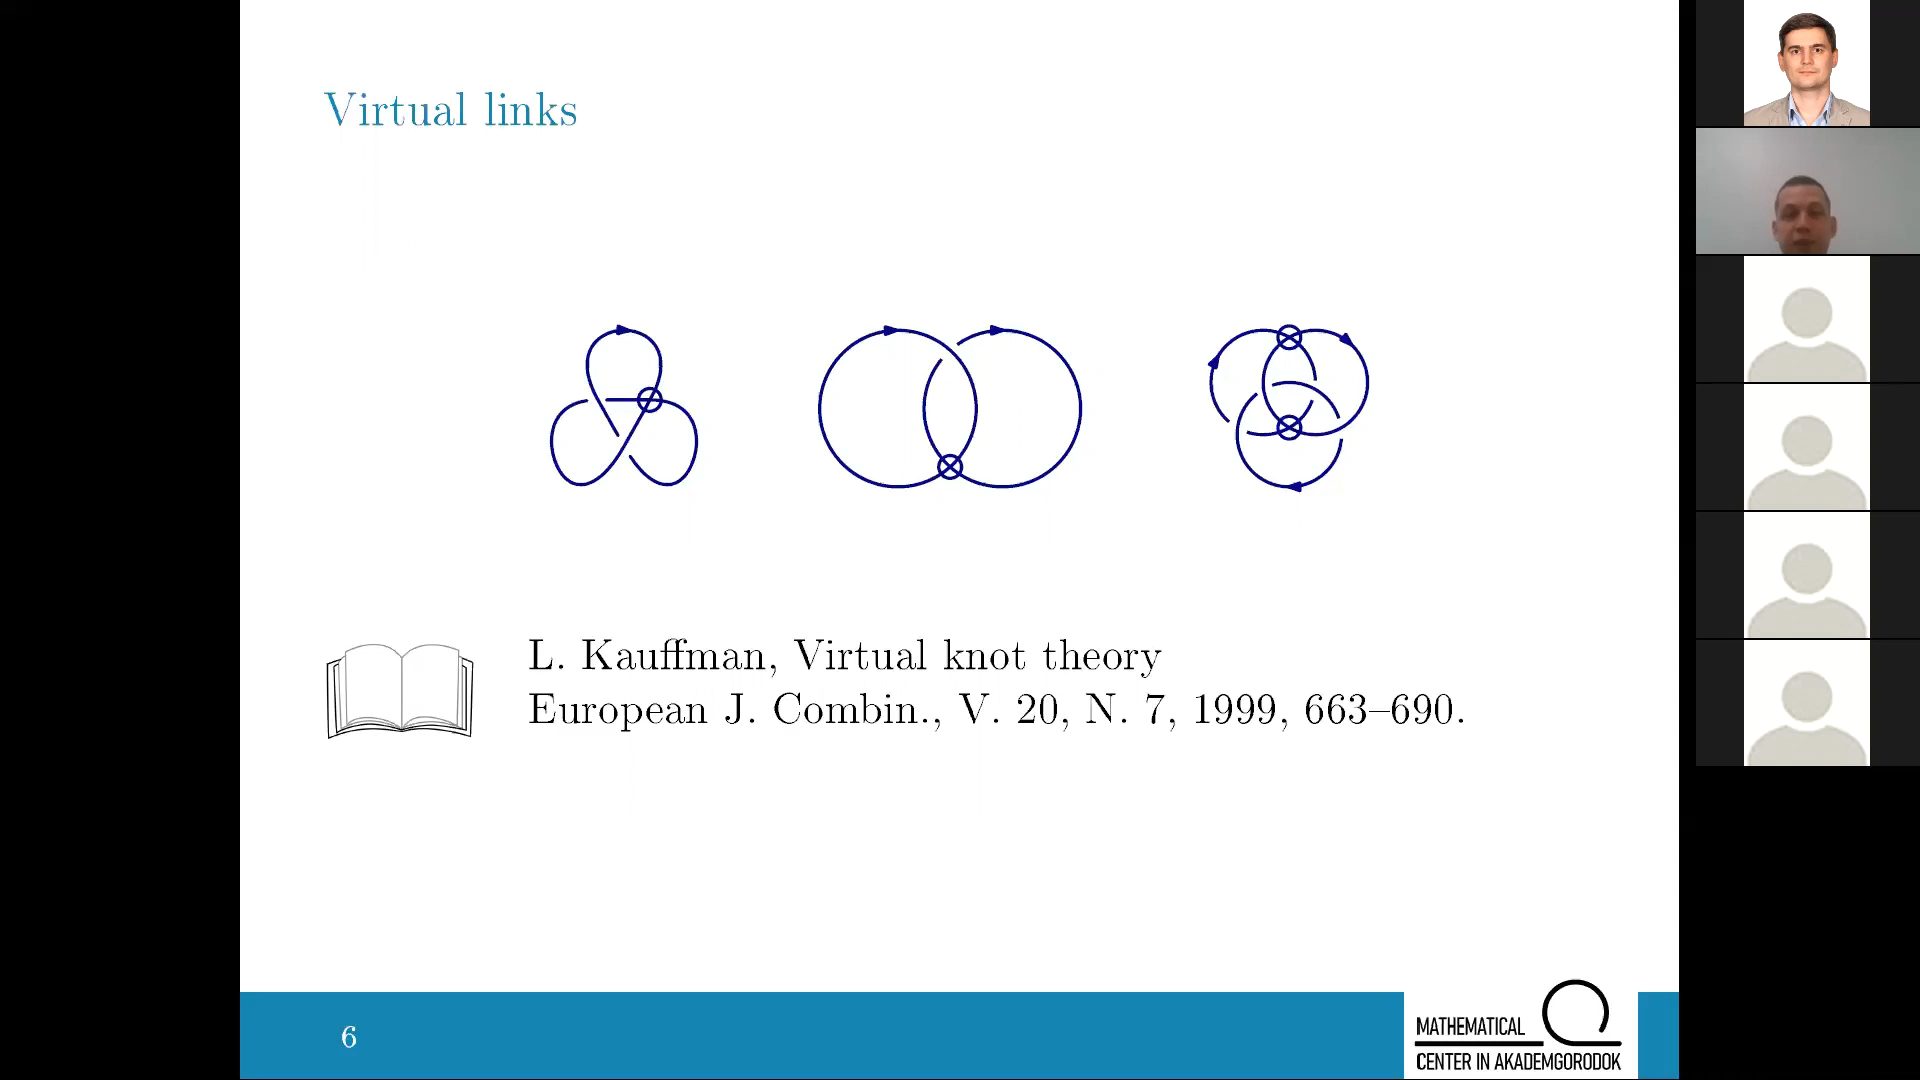 Virtual links
L. Kauffman, Virtual knot theory
European J. Combin., V. 20, N. 7, 1999, 663–690.
6
MATHEMATICAL
CENTER IN AKADEMGORODOK